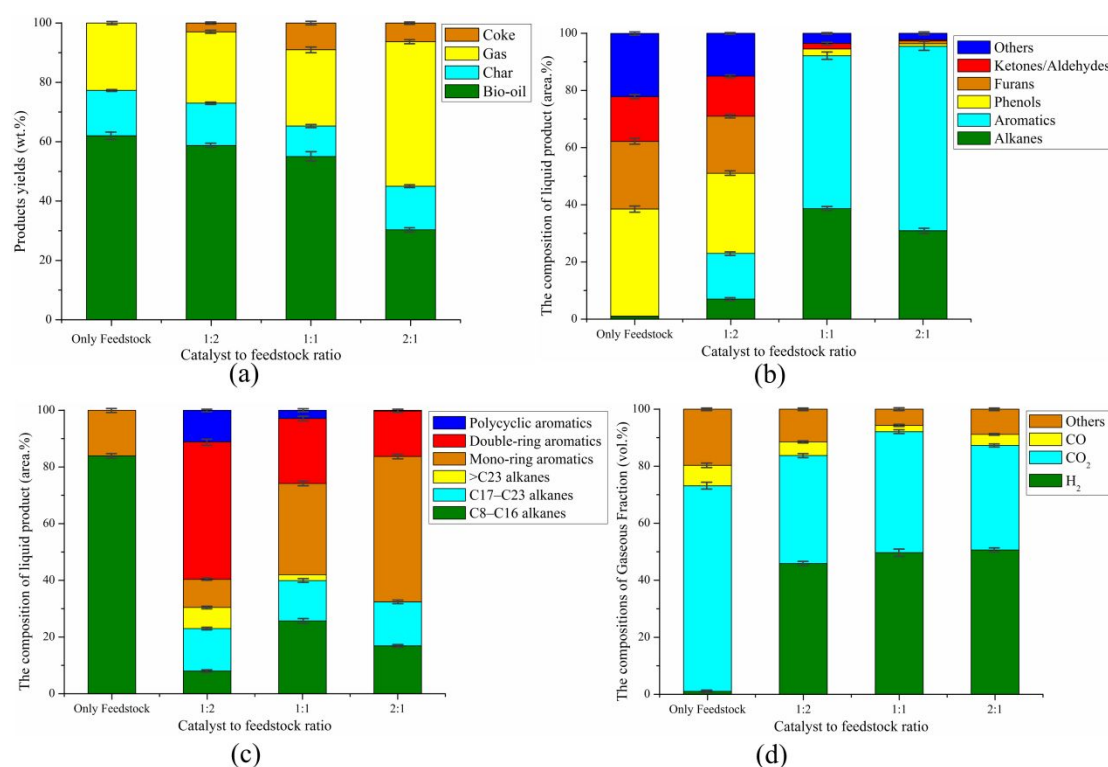 Products yields (wt.%)
100
80
60
40
20
0
Coke
Gas
Char
Bio-oil
Only Feedstock 1:2 1:1 2:1
Catalyst to feedstock ratio
(a)
The composition of liquid product (area.%)
100
80
60
40
20
0
Others
Ketones/Aldehydes
Furans
Phenols
Aromatics
Alkanes
Only Feedstock 1:2 1:1 2:1
Catalyst to feedstock ratio
(b)
The composition of liquid product (area.%)
100
80
60
40
20
0
Polycyclic aromatics
Double-ring aromatics
Mono-ring aromatics
>C23 alkanes
C17–C23 alkanes
C8–C16 alkanes
Only Feedstock 1:2 1:1 2:1
Catalyst to feedstock ratio
(c)
The compositions of Gaseous Fraction (vol.%)
100
80
60
40
20
0
Others
CO
CO₂
H₂
Only Feedstock 1:2 1:1 2:1
Catalyst to feedstock ratio
(d)